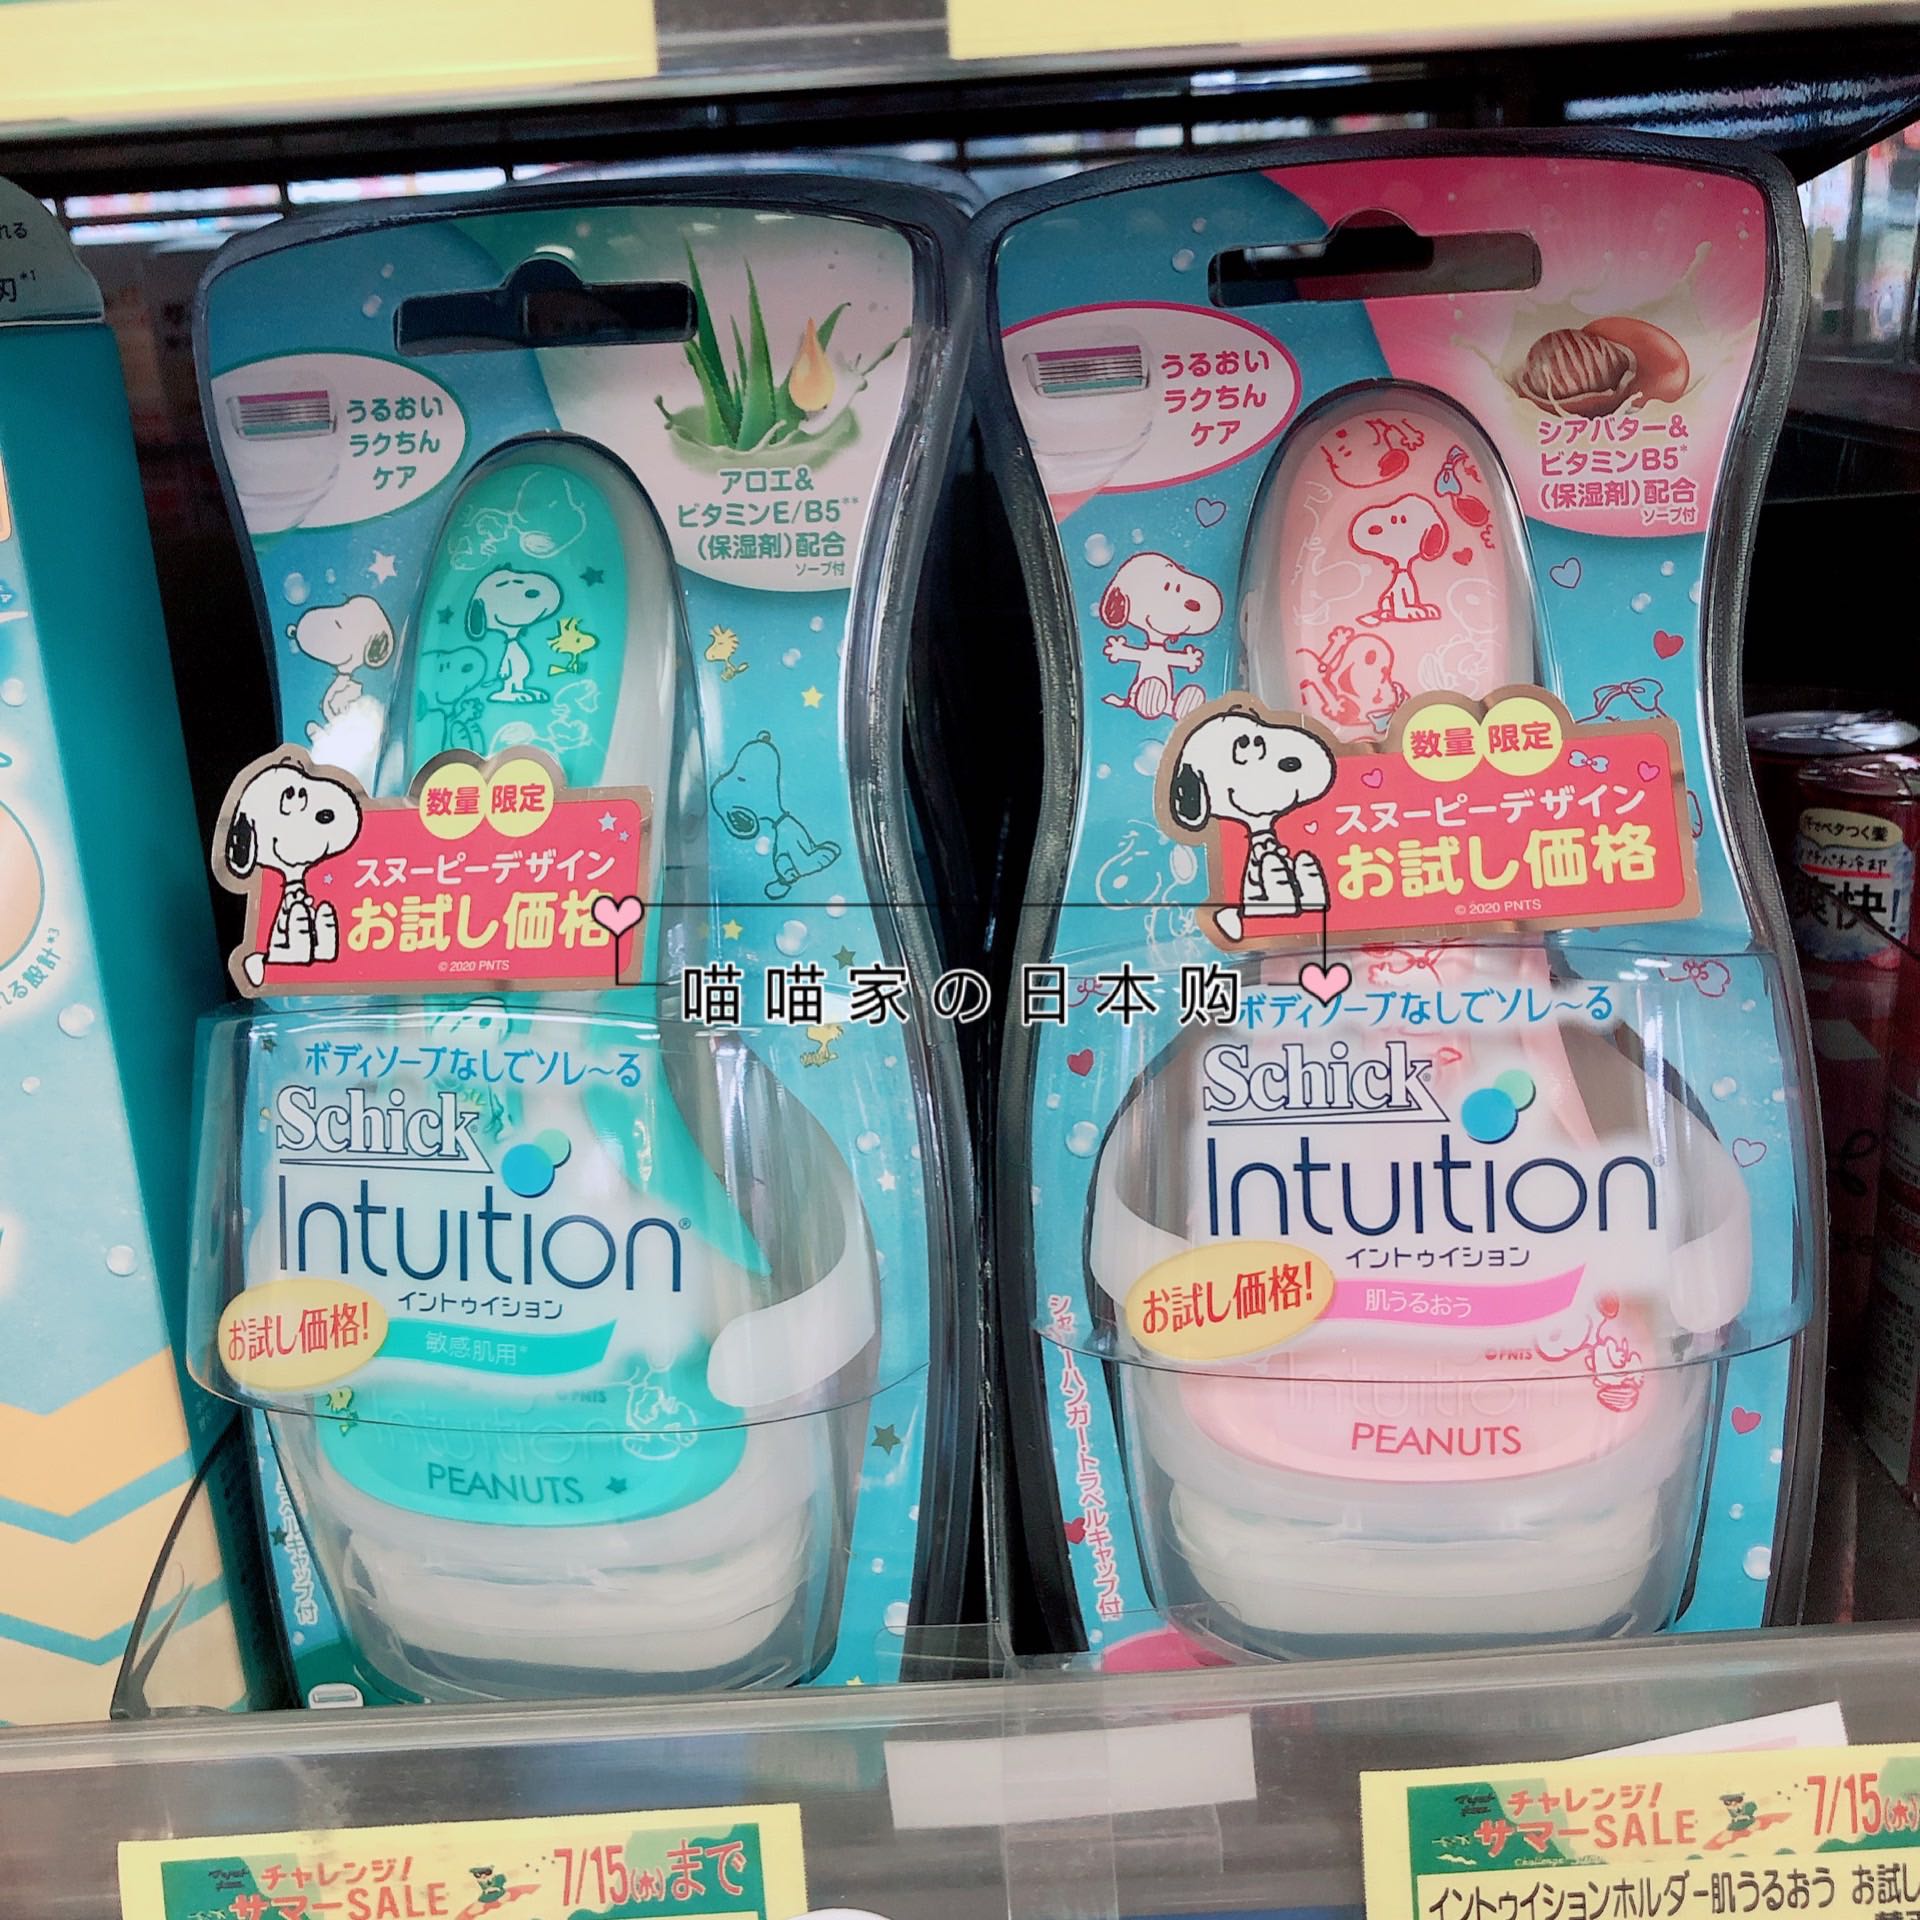 うるおい
ラクちん
ケア
アロエ&
ビタミンE/B5**
(保湿剤)配合
ソープ付
数量 限定
スヌーピーデザイン
お試し価格
© 2020 PNTS
ボディソープなしでソレ〜る
Schick
Intuition®
イントゥイション
お試し価格!
敏感肌用*
©PNTS
Intuition
PEANUTS
うるおい
ラクちん
ケア
シアバター&
ビタミンB5*
(保湿剤)配合
ソープ付
数量 限定
スヌーピーデザイン
お試し価格
© 2020 PNTS
ボディソープなしでソレ〜る
Schick
Intuition®
イントゥイション
お試し価格!
肌うるおう
©PNTS
Intuition
PEANUTS
シャワーハンガー・トラベルキャップ付
喵喵家の日本购
爽快!
チャレンジ!
サマーSALE
7/15(水)まで
チャレンジ!
サマーSALE
7/15(水)
イントゥイションホルダー肌うるおう お試し